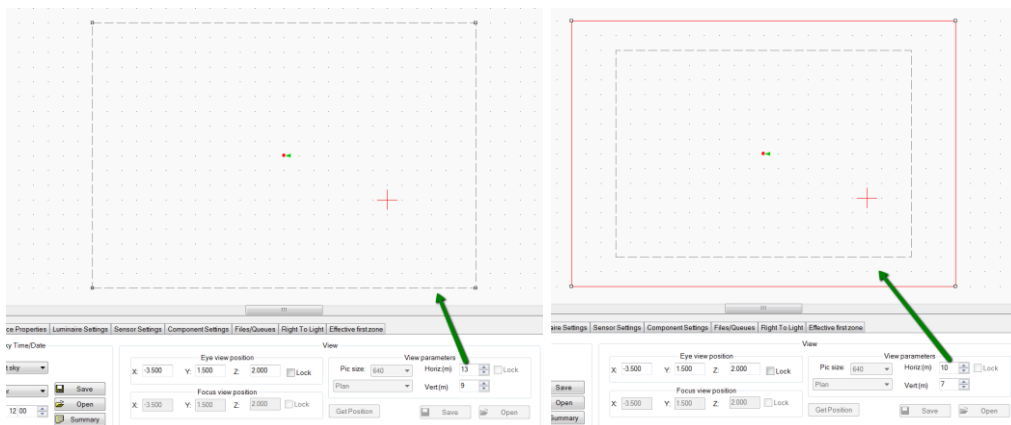 ce Properties Luminaire Settings Sensor Settings Component Settings Files/Queues Right To Light Effective first zone
ky Time/Date
View
Eye view position
View parameters
t sky
X: -3.500 Y: 1.500 Z: 2.000 Lock
Pic size: 640 Horiz(m) 13 Lock
Save
Plan Vert(m) 9
Focus view position
Open
12.00
X: -3.500 Y: 1.500 Z: 2.000 Lock
Get Position Save Open
Summary
aire Settings Sensor Settings Component Settings Files/Queues Right To Light Effective first zone
View
Eye view position
View parameters
X: -3.500 Y: 1.500 Z: 2.000 Lock
Pic size: 640 Horiz(m) 10 Lock
Save
Plan Vert(m) 7
Focus view position
Open
X: -3.500 Y: 1.500 Z: 2.000 Lock
Get Position Save Open
ummary